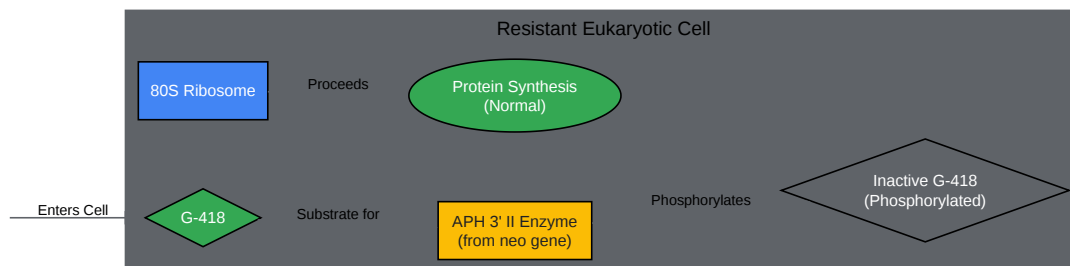 Resistant Eukaryotic Cell
80S Ribosome
Proceeds
Protein Synthesis
(Normal)
Enters Cell
G-418
Substrate for
APH 3' II Enzyme
(from neo gene)
Phosphorylates
Inactive G-418
(Phosphorylated)